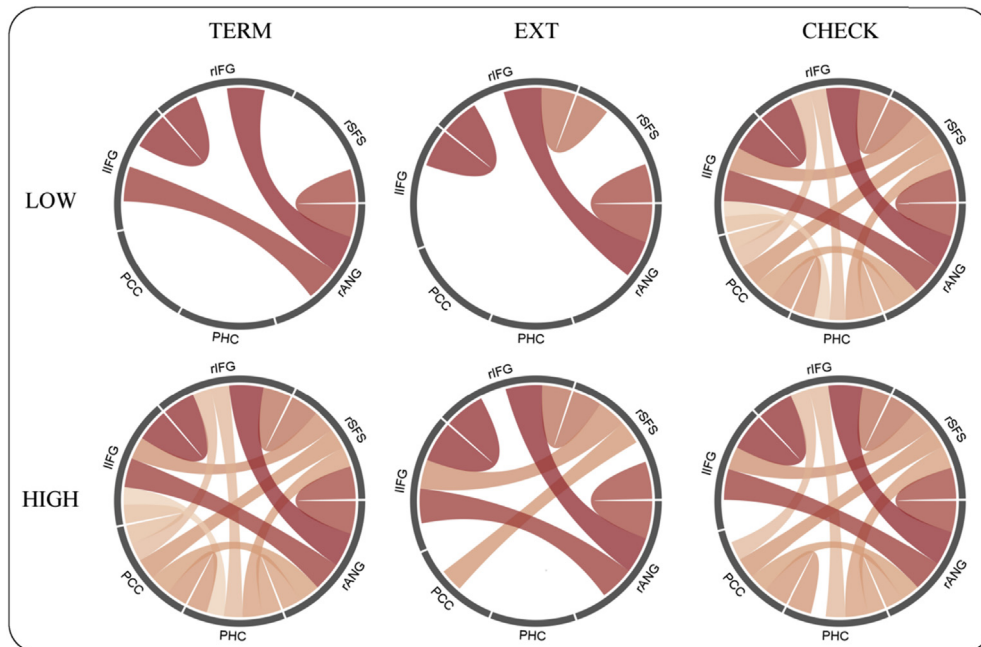 TERM EXT CHECK
LOW
rIFG
rSFS
lIFG
rANG
PCC
PHC
rIFG
rSFS
lIFG
rANG
PCC
PHC
rIFG
rSFS
lIFG
rANG
PCC
PHC
HIGH
rIFG
rSFS
lIFG
rANG
PCC
PHC
rIFG
rSFS
lIFG
rANG
PCC
PHC
rIFG
rSFS
lIFG
rANG
PCC
PHC